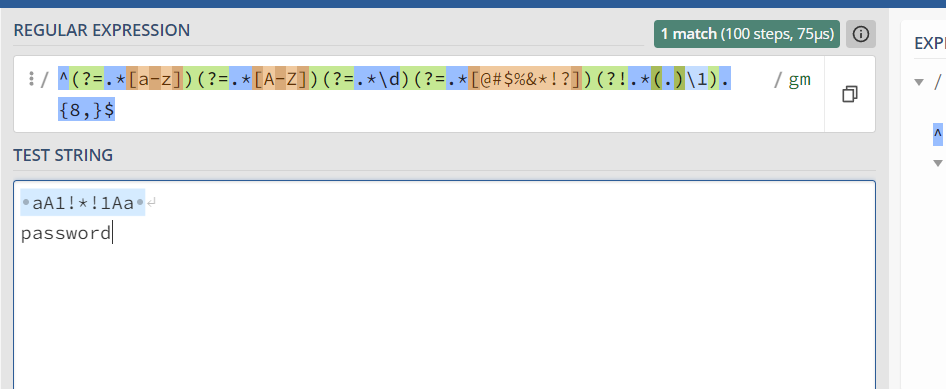 REGULAR EXPRESSION
1 match (100 steps, 75μs)
EXP
/ ^(?=.*[a-z])(?=.*[A-Z])(?=.*\d)(?=.*[@#$%&*!?])(?!.*(.)\1).
{8,}$
/ gm
/
^
TEST STRING
·aA1!*!1Aa·↵
password